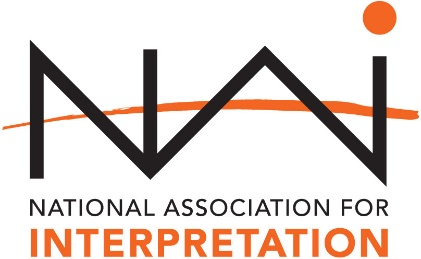 NAi
NATIONAL ASSOCIATION FOR
INTERPRETATION